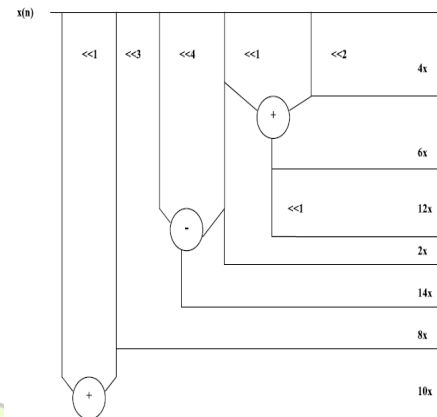 x(n)
<<1 <<3 <<4 <<1 <<2
4x
+
6x
<<1 12x
-
2x
14x
8x
+ 10x